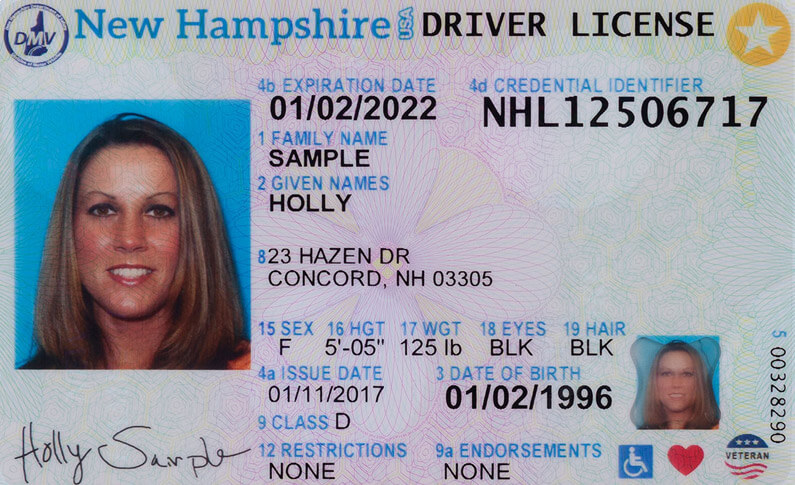 DMV
New Hampshire USA DRIVER LICENSE
4b EXPIRATION DATE 4d CREDENTIAL IDENTIFIER
01/02/2022 NHL12506717
1 FAMILY NAME
SAMPLE
2 GIVEN NAMES
HOLLY
8 23 HAZEN DR
CONCORD, NH 03305
15 SEX 16 HGT 17 WGT 18 EYES 19 HAIR
F 5'-05" 125 lb BLK BLK
4a ISSUE DATE 3 DATE OF BIRTH
01/11/2017 01/02/1996
9 CLASS D
12 RESTRICTIONS 9a ENDORSEMENTS
NONE NONE
VETERAN
Holly Sample
5 00328290